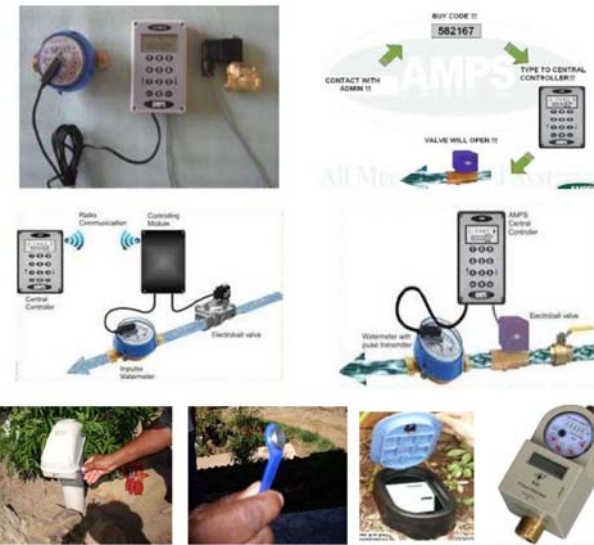 BUY CODE !!!
582167
CONTACT WITH
ADMIN !!!
TYPE TO CENTRAL
CONTROLLER!!!
AMPS
VALVE WILL OPEN !!!
Radio
Communication
Controlling
Module
Central
Controller
Electroball valve
Impulse
Watermeter
AMPS
Central
Controller
Electroball valve
Watermeter with
pulse transmitter